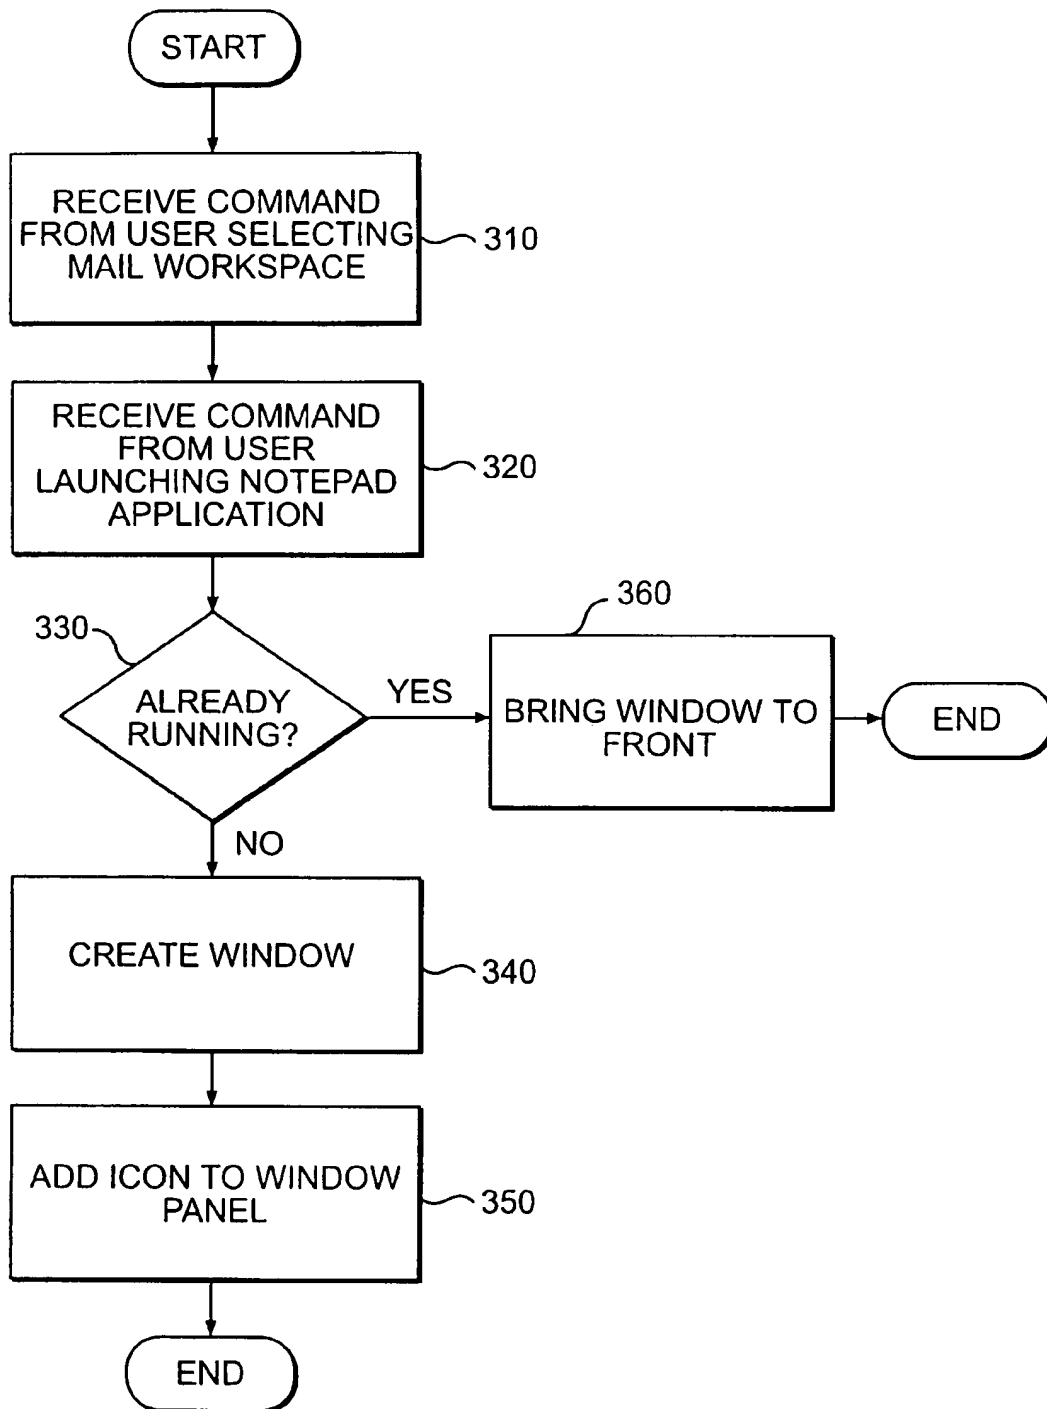 START
RECEIVE COMMAND
FROM USER SELECTING
MAIL WORKSPACE
310
RECEIVE COMMAND
FROM USER
LAUNCHING NOTEPAD
APPLICATION
320
330
ALREADY
RUNNING?
YES
360
BRING WINDOW TO
FRONT
END
NO
CREATE WINDOW
340
ADD ICON TO WINDOW
PANEL
350
END